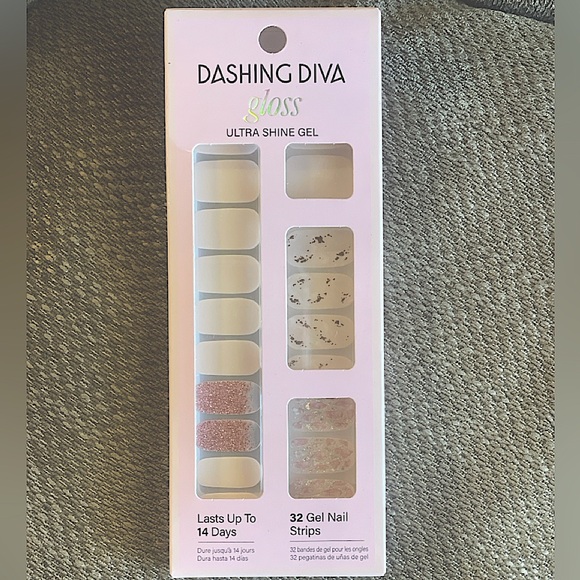 DASHING DIVA
gloss
ULTRA SHINE GEL
Lasts Up To
14 Days
Dure jusqu'à 14 jours
Dura hasta 14 días
32 Gel Nail
Strips
32 bandes de gel pour les ongles
32 pegatinas de uñas de gel